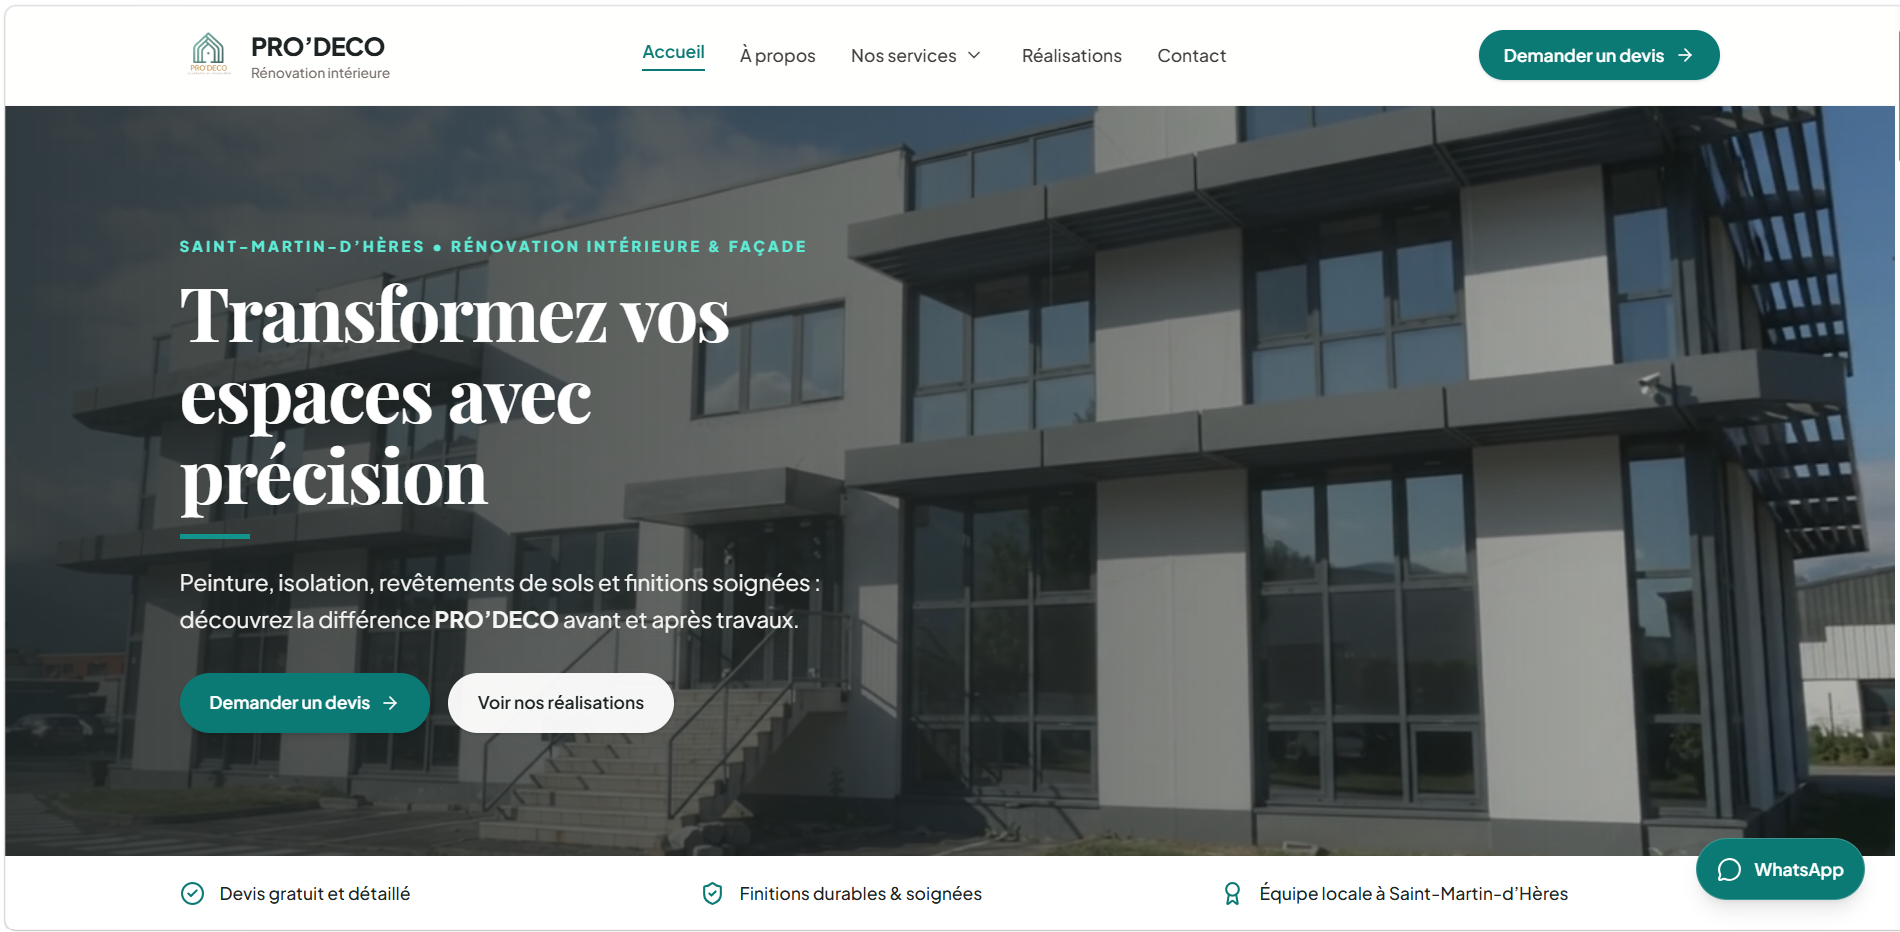 PRO'DECO
PRO’DECO
Rénovation intérieure
Accueil
À propos
Nos services
Réalisations
Contact
Demander un devis
SAINT-MARTIN-D’HÈRES • RÉNOVATION INTÉRIEURE & FAÇADE
Transformez vos
espaces avec
précision
Peinture, isolation, revêtements de sols et finitions soignées :
découvrez la différence PRO’DECO avant et après travaux.
Demander un devis
Voir nos réalisations
Devis gratuit et détaillé
Finitions durables & soignées
Équipe locale à Saint-Martin-d’Hères
WhatsApp